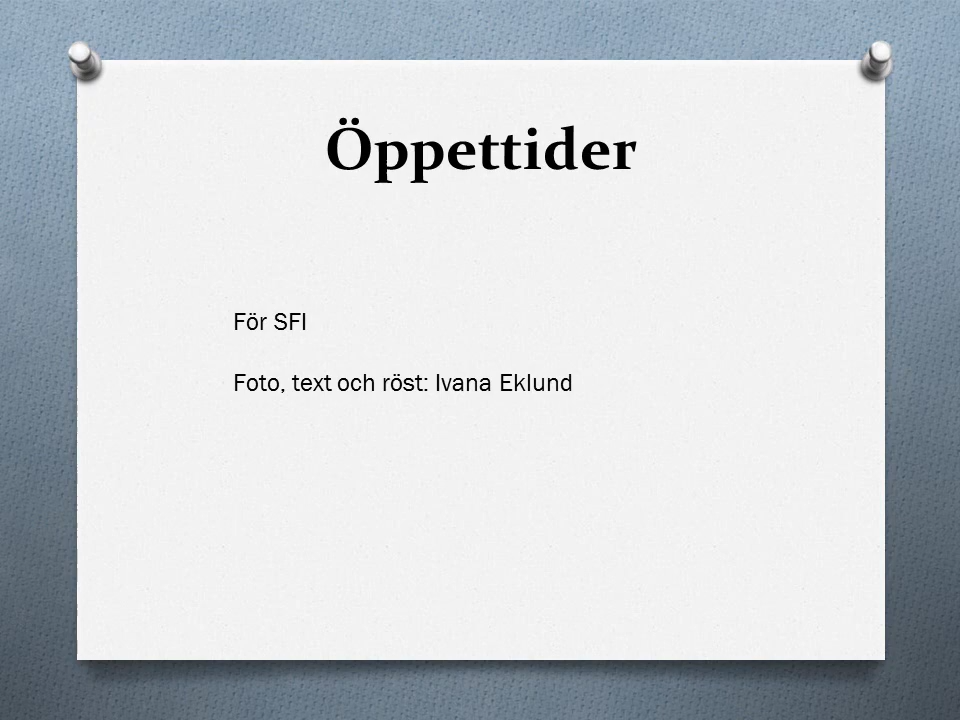 Öppettider
För SFI
Foto, text och röst: Ivana Eklund